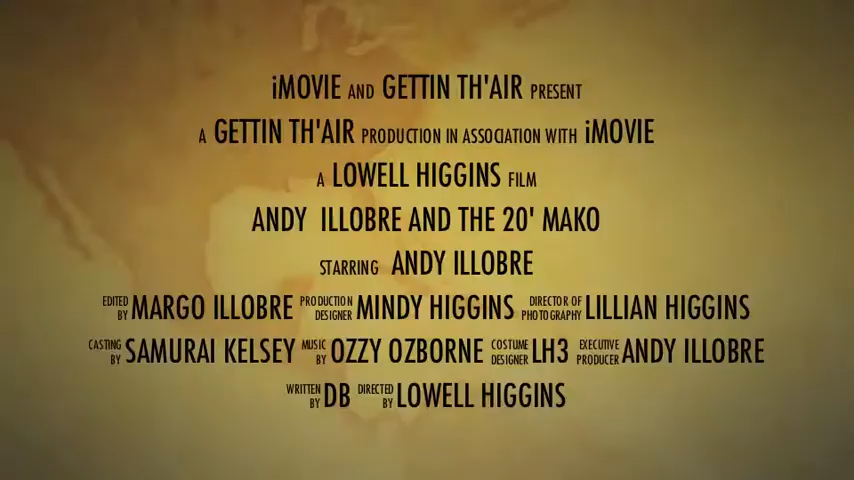 iMOVIE AND GETTIN TH'AIR PRESENT
A GETTIN TH'AIR PRODUCTION IN ASSOCIATION WITH iMOVIE
A LOWELL HIGGINS FILM
ANDY ILLOBRE AND THE 20' MAKO
STARRING ANDY ILLOBRE
EDITED BY MARGO ILLOBRE PRODUCTION DESIGNER MINDY HIGGINS DIRECTOR OF PHOTOGRAPHY LILLIAN HIGGINS
CASTING BY SAMURAI KELSEY MUSIC BY OZZY OZBORNE COSTUME DESIGNER LH3 EXECUTIVE PRODUCER ANDY ILLOBRE
WRITTEN BY DB DIRECTED BY LOWELL HIGGINS